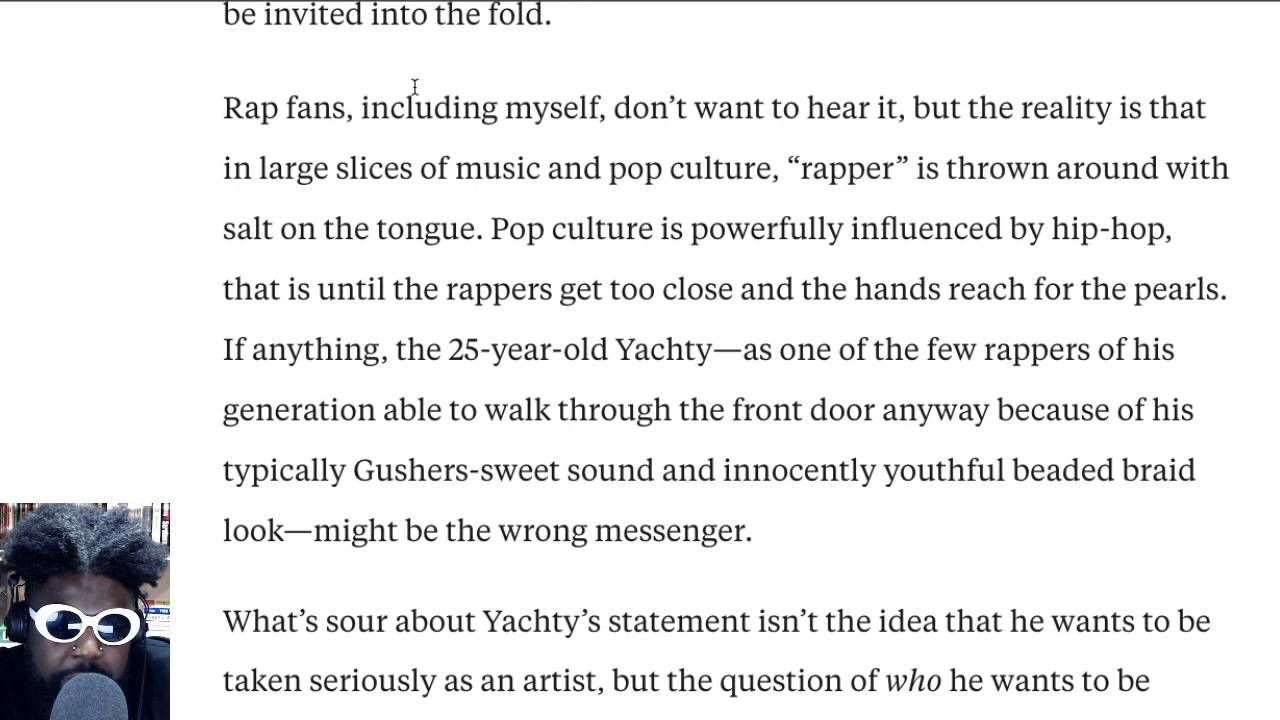 be invited into the fold.
Rap fans, including myself, don’t want to hear it, but the reality is that
in large slices of music and pop culture, “rapper” is thrown around with
salt on the tongue. Pop culture is powerfully influenced by hip-hop,
that is until the rappers get too close and the hands reach for the pearls.
If anything, the 25-year-old Yachty—as one of the few rappers of his
generation able to walk through the front door anyway because of his
typically Gushers-sweet sound and innocently youthful beaded braid
look—might be the wrong messenger.
What’s sour about Yachty’s statement isn’t the idea that he wants to be
taken seriously as an artist, but the question of who he wants to be